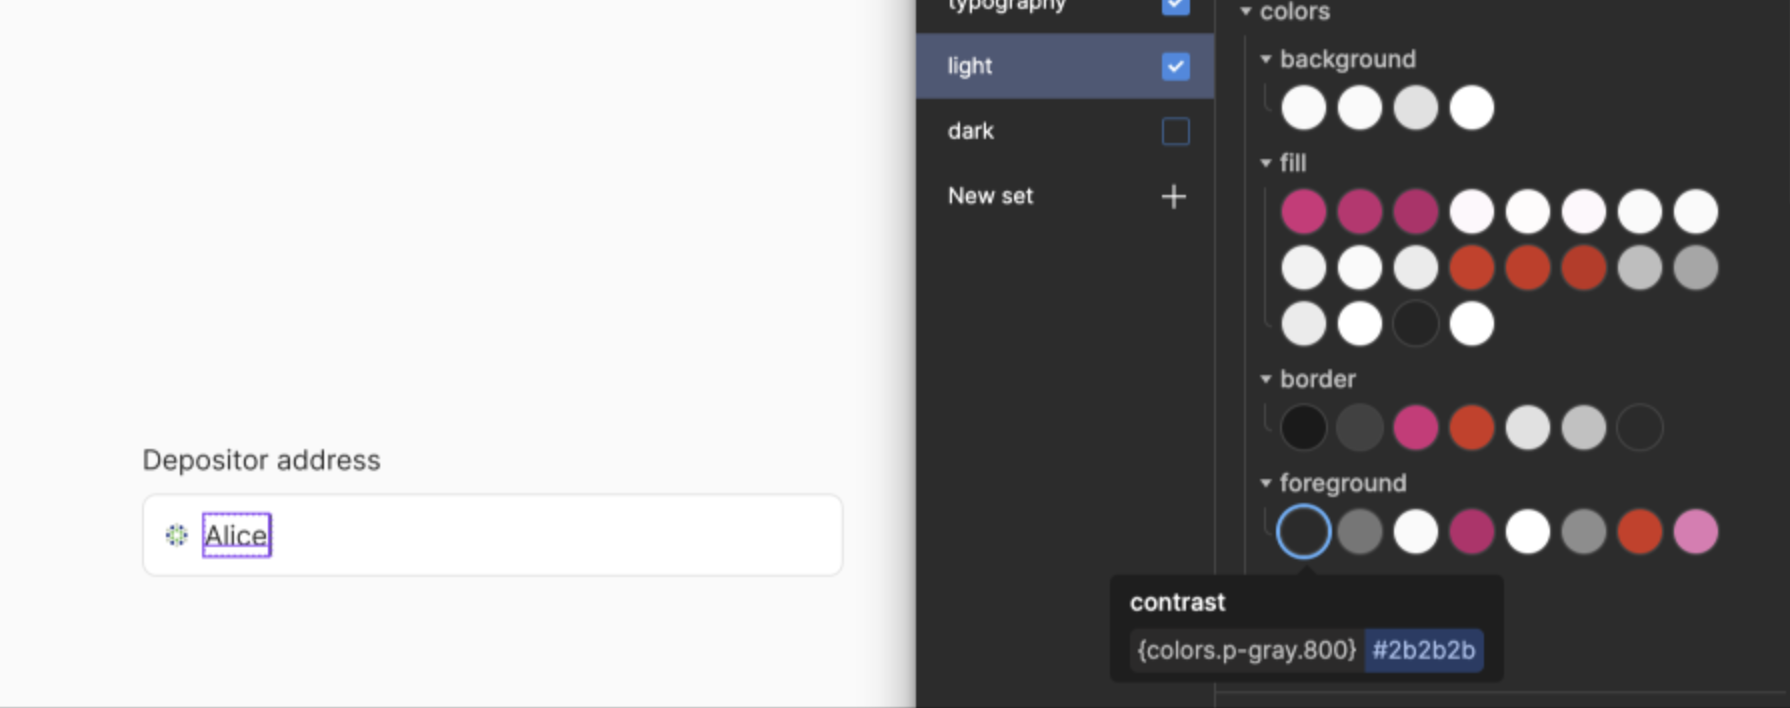 Depositor address
Alice
typography
light
dark
New set
colors
background
fill
border
foreground
contrast
{colors.p-gray.800} #2b2b2b